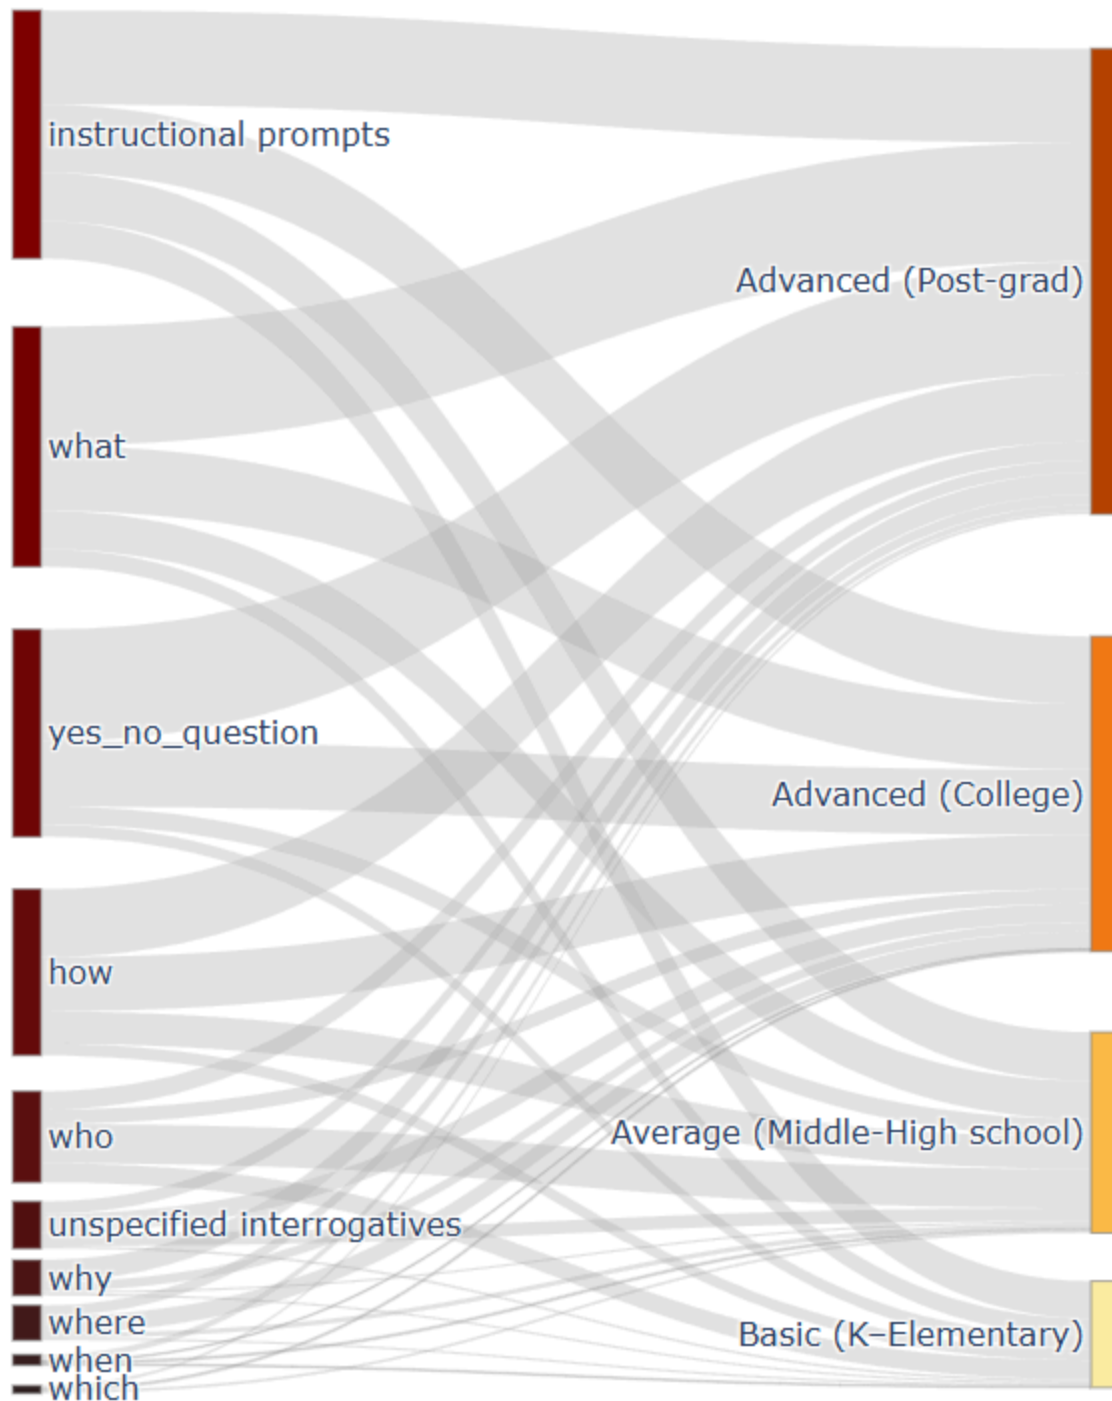 instructional prompts
what
yes_no_question
how
who
unspecified interrogatives
why
where
when
which
Advanced (Post-grad)
Advanced (College)
Average (Middle-High school)
Basic (K–Elementary)